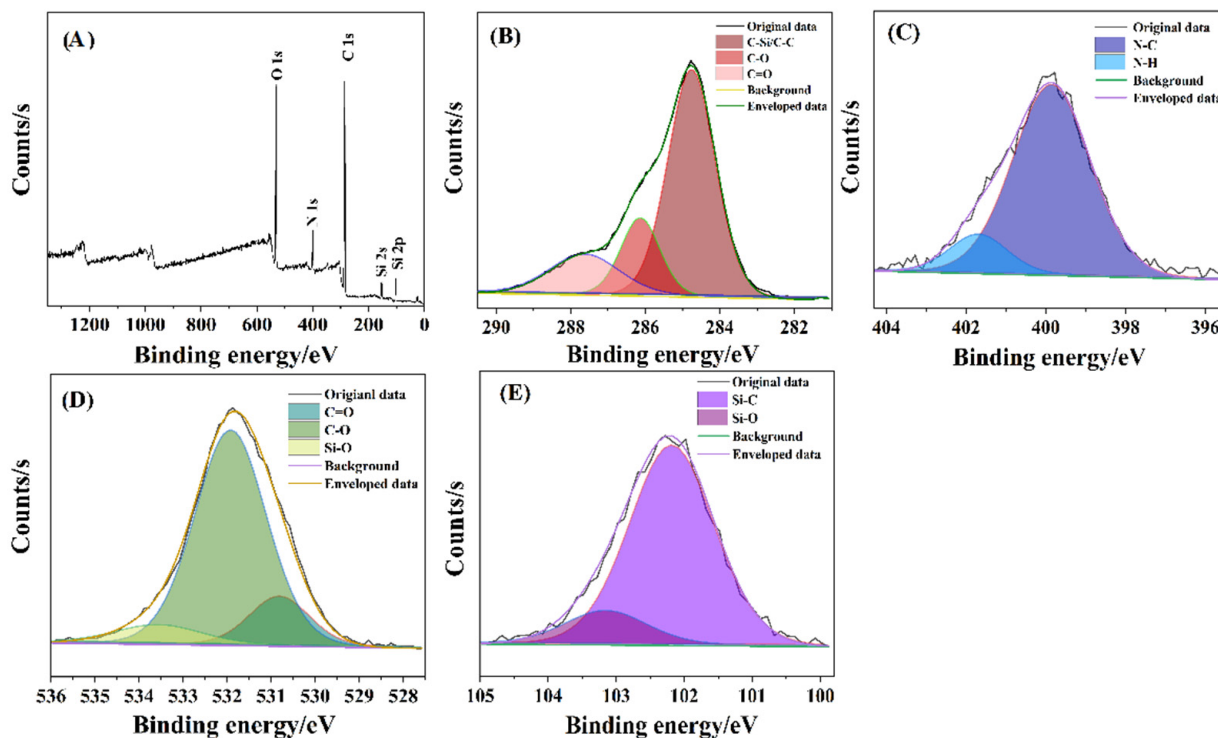 (A)
O 1s
C 1s
N 1s
Si 2s
Si 2p
Counts/s
1200 1000 800 600 400 200 0
Binding energy/eV
(B)
Original data
C-Si/C-C
C-O
C=O
Background
Enveloped data
Counts/s
290 288 286 284 282
Binding energy/eV
(C)
Original data
N-C
N-H
Background
Enveloped data
Counts/s
404 402 400 398 396
Binding energy/eV
(D)
Origianl data
C=O
C-O
Si-O
Background
Enveloped data
Counts/s
536 535 534 533 532 531 530 529 528
Binding energy/eV
(E)
Original data
Si-C
Si-O
Background
Enveloped data
Counts/s
105 104 103 102 101 100
Binding energy/eV